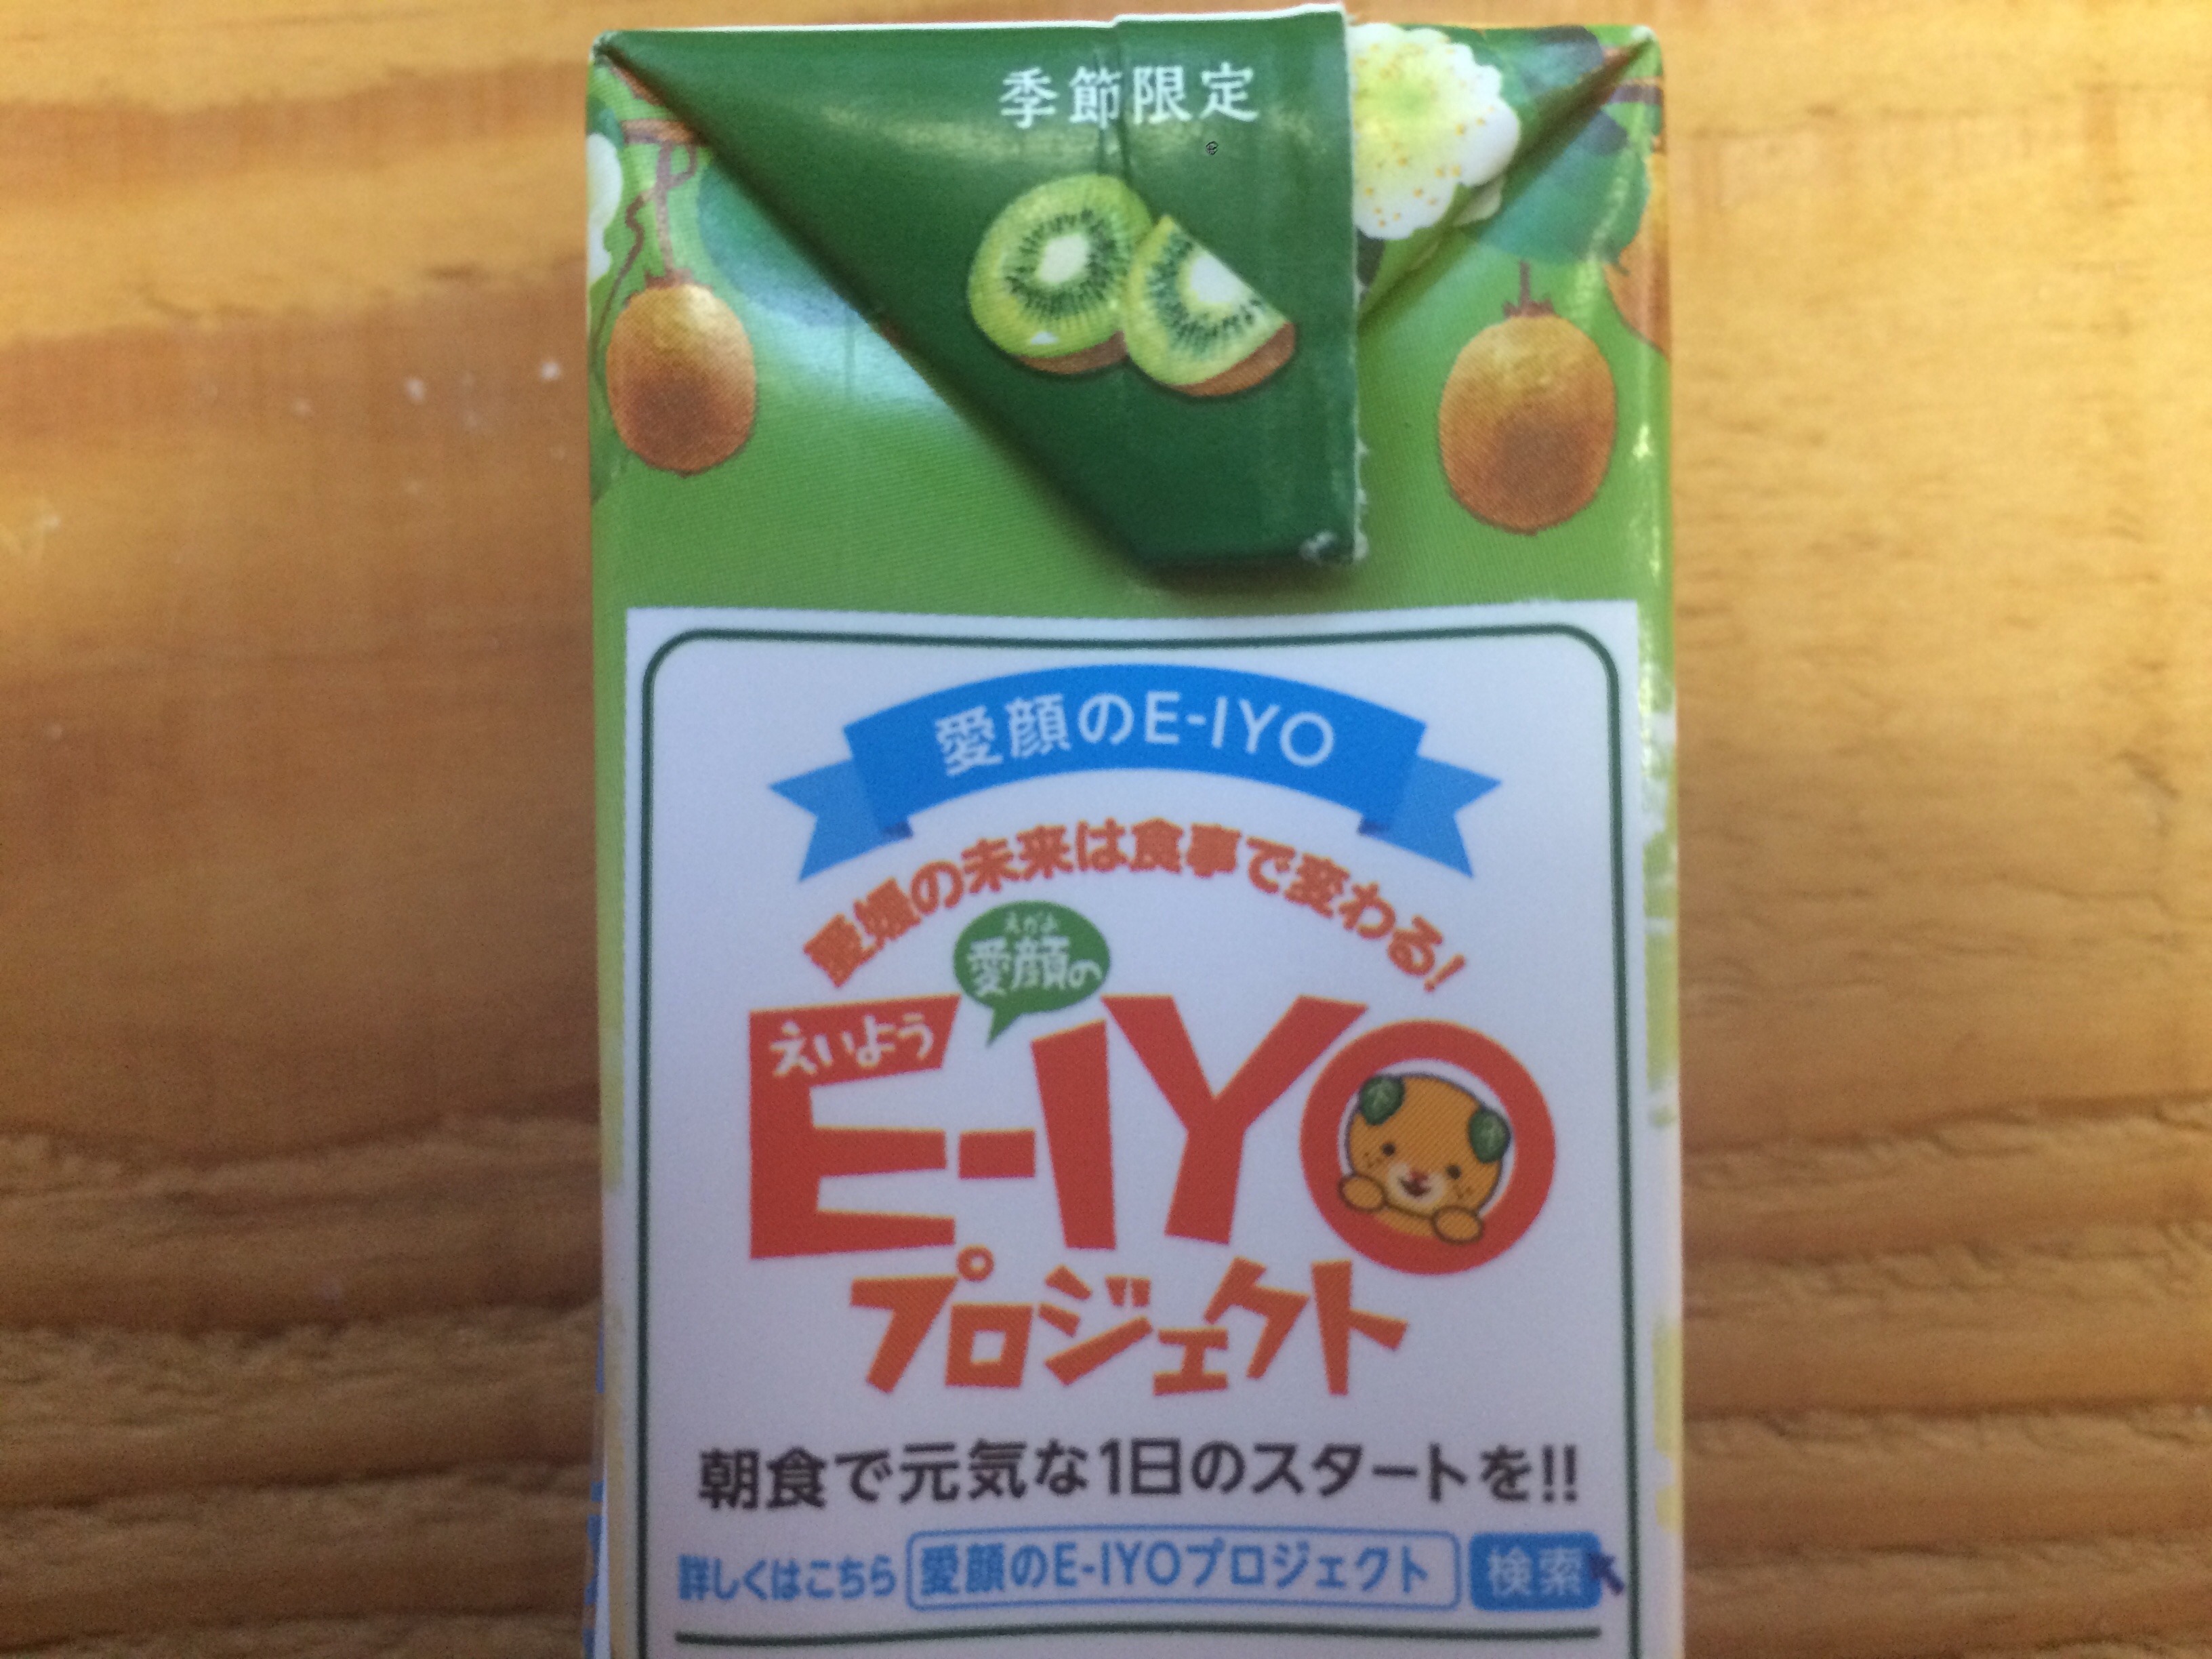 季節限定
愛顔のE-IYO
愛媛の未来は食事で変わる!
えがお
愛顔の
えいよう
E-IYO
プロジェクト
朝食で元気な1日のスタートを!!
詳しくはこちら 愛顔のE-IYOプロジェクト 検索